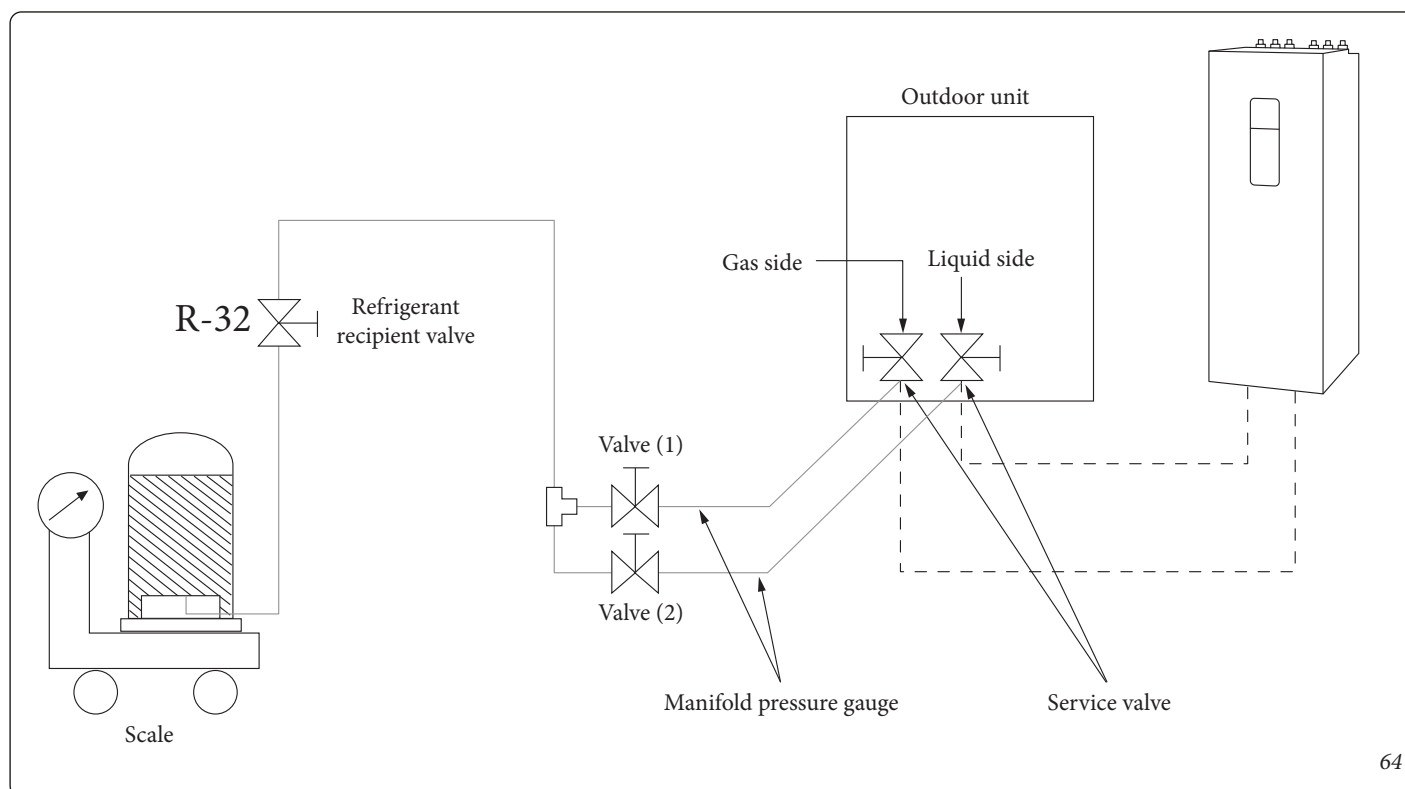 Outdoor unit
Gas side
Liquid side
R-32
Refrigerant
recipient valve
Valve (1)
Valve (2)
Manifold pressure gauge
Service valve
Scale
64